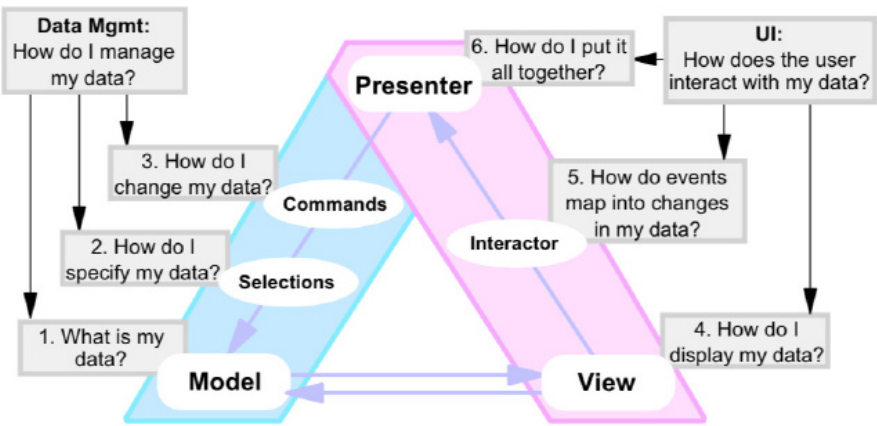 Data Mgmt:
How do I manage
my data?
6. How do I put it
all together?
UI:
How does the user
interact with my data?
Presenter
3. How do I
change my data?
5. How do events
map into changes
in my data?
Commands
2. How do I
specify my data?
Interactor
Selections
1. What is my
data?
4. How do I
display my data?
Model
View